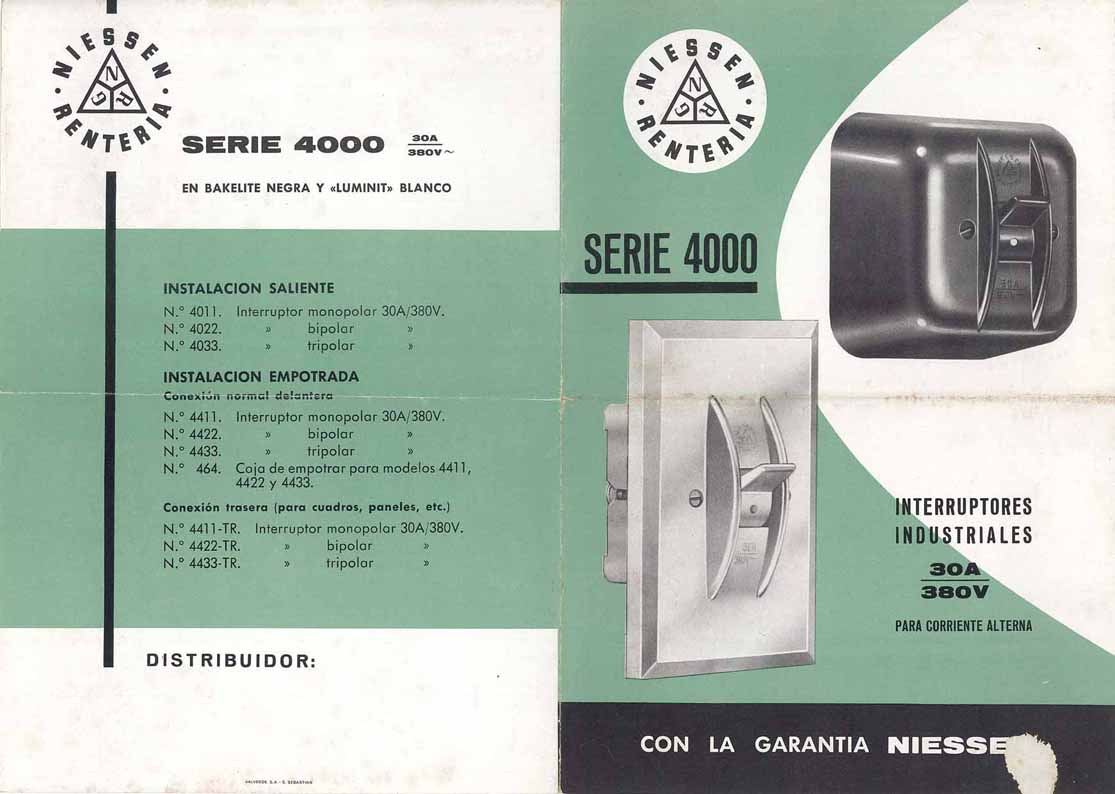 NIESSEN
RENTERIA
N
G
R
SERIE 4000 30A
380V~
EN BAKELITE NEGRA Y «LUMINIT» BLANCO
INSTALACION SALIENTE
N.º 4011. Interruptor monopolar 30A/380V.
N.º 4022. » bipolar »
N.º 4033. » tripolar »
INSTALACION EMPOTRADA
Conexión normal delantera
N.º 4411. Interruptor monopolar 30A/380V.
N.º 4422. » bipolar »
N.º 4433. » tripolar »
N.º 464. Caja de empotrar para modelos 4411,
4422 y 4433.
Conexión trasera (para cuadros, paneles, etc.)
N.º 4411-TR. Interruptor monopolar 30A/380V.
N.º 4422-TR. » bipolar »
N.º 4433-TR. » tripolar »
DISTRIBUIDOR:
VALVERDE, S.A. - S. SEBASTIAN
NIESSEN
RENTERIA
N
G
R
SERIE 4000
30A
INTERRUPTORES
INDUSTRIALES
30A
380V
PARA CORRIENTE ALTERNA
CON LA GARANTIA NIESSE